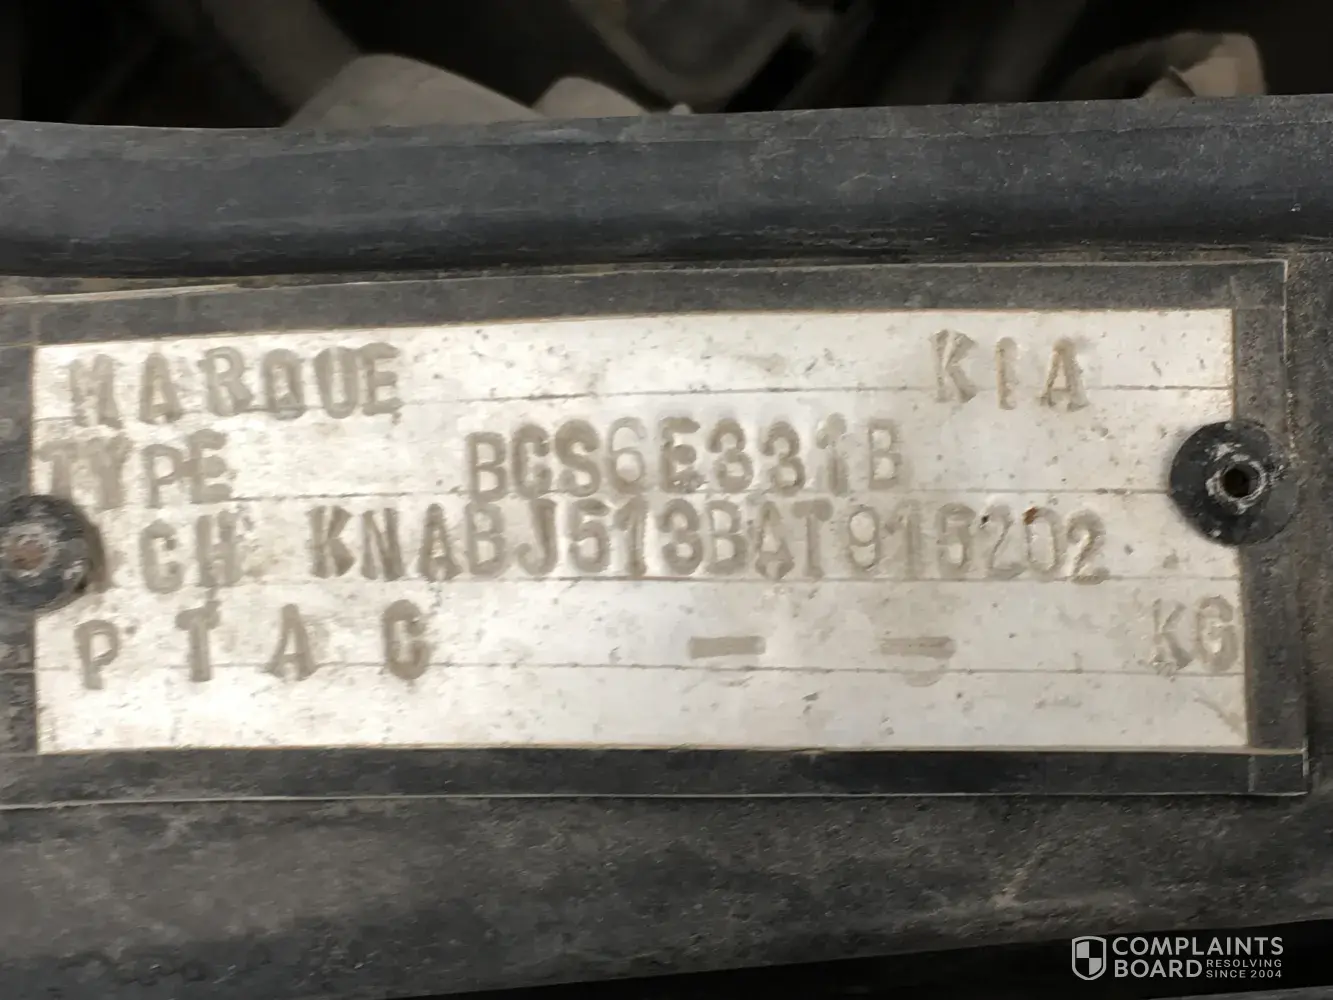 MARQUE KIA
TYPE BCS6E331B
CH KNABJ513BAT915202
PTAC - - KG
COMPLAINTS
BOARD RESOLVING
SINCE 2004